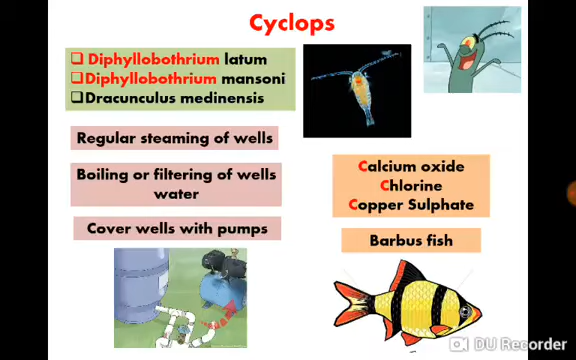 Cyclops
Diphyllobothrium latum
Diphyllobothrium mansoni
Dracunculus medinensis
Regular steaming of wells
Boiling or filtering of wells
water
Cover wells with pumps
Calcium oxide
Chlorine
Copper Sulphate
Barbus fish
DU Recorder